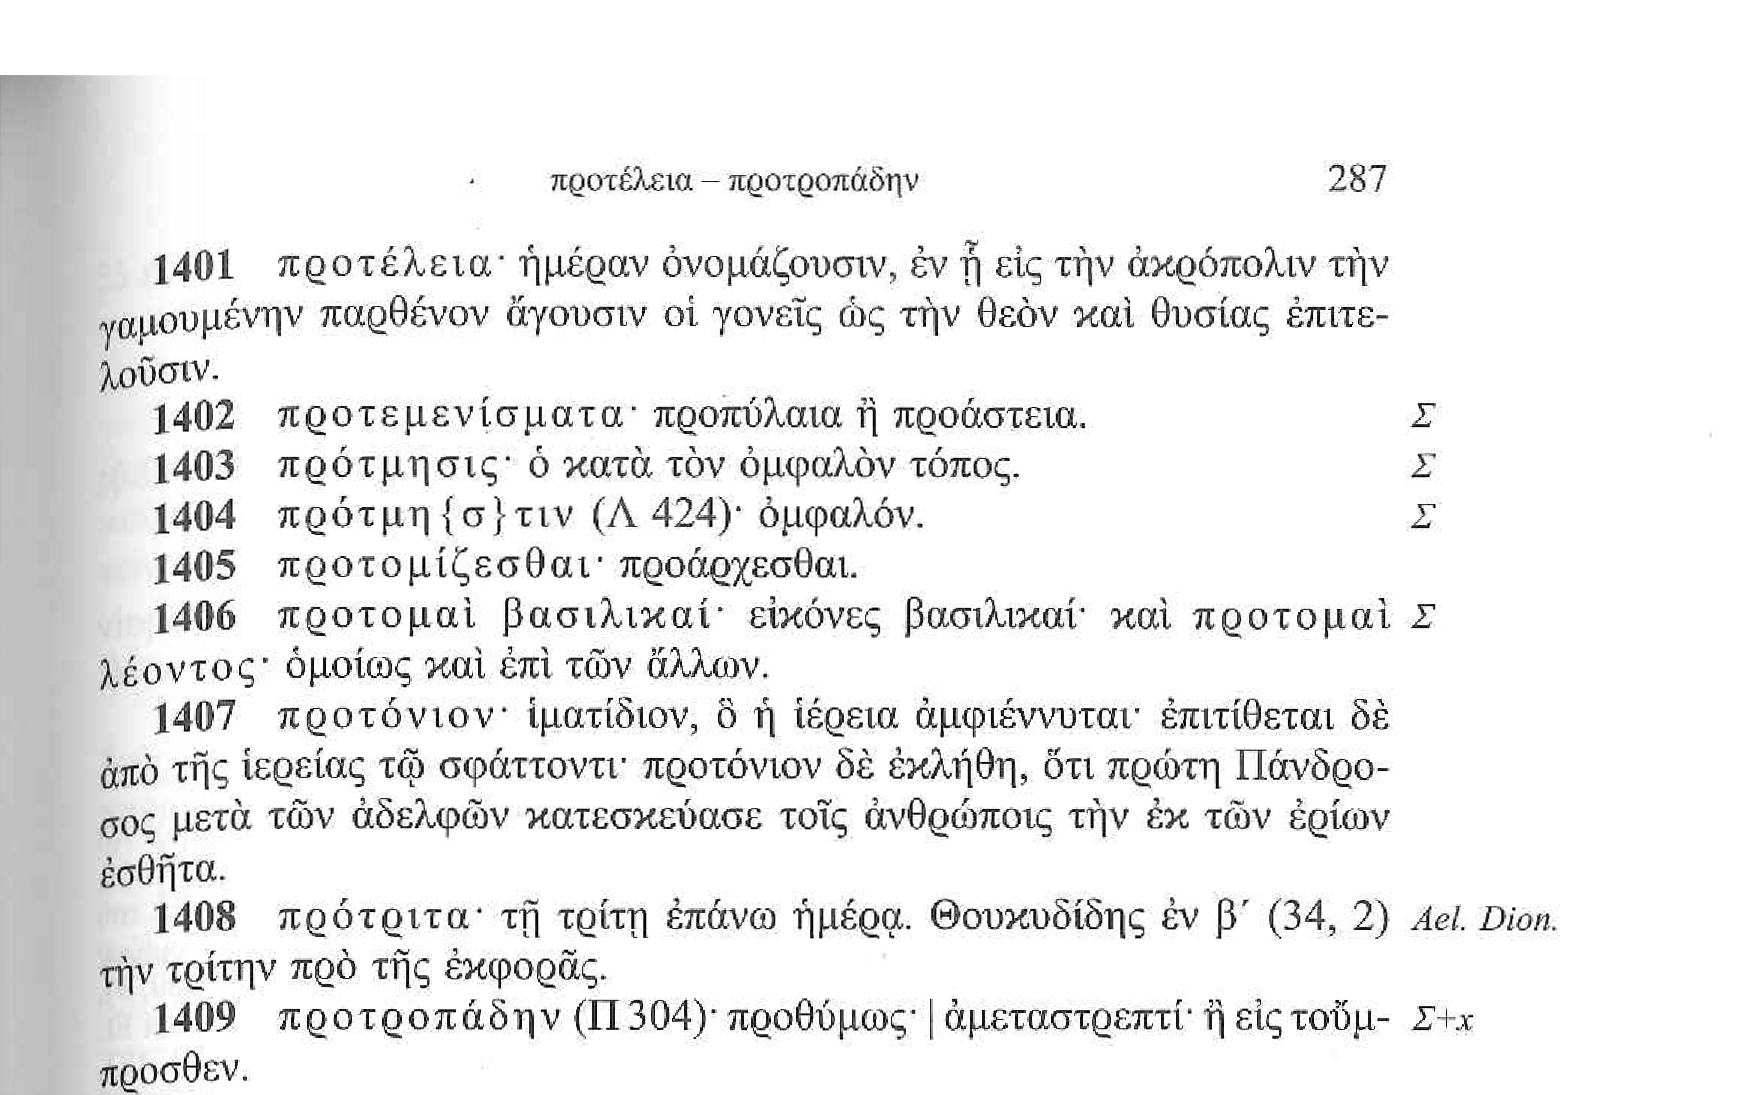 προτέλεια – προτροπάδην 287
1401 προτέλεια· ἡμέραν ὀνομάζουσιν, ἐν ᾗ εἰς τὴν ἀκρόπολιν τὴν
γαμουμένην παρθένον ἄγουσιν οἱ γονεῖς ὡς τὴν θεὸν καὶ θυσίας ἐπιτε-
λοῦσιν.
1402 προτεμενίσματα· προπύλαια ἢ προάστεια. Σ
1403 πρότμησις· ὁ κατὰ τὸν ὀμφαλὸν τόπος. Σ
1404 πρότμη{σ}τιν (Λ 424)· ὀμφαλόν. Σ
1405 προτομίζεσθαι· προάρχεσθαι.
1406 προτομαὶ βασιλικαί· εἰκόνες βασιλικαί· καὶ προτομαὶ Σ
λέοντος· ὁμοίως καὶ ἐπὶ τῶν ἄλλων.
1407 προτόνιον· ἱματίδιον, ὃ ἡ ἱέρεια ἀμφιέννυται· ἐπιτίθεται δὲ
ἀπὸ τῆς ἱερείας τῷ σφάττοντι· προτόνιον δὲ ἐκλήθη, ὅτι πρώτη Πάνδρο-
σος μετὰ τῶν ἀδελφῶν κατεσκεύασε τοῖς ἀνθρώποις τὴν ἐκ τῶν ἐρίων
ἐσθῆτα.
1408 πρότριτα· τῇ τρίτῃ ἐπάνω ἡμέρᾳ. Θουκυδίδης ἐν β′ (34, 2) Ael. Dion.
τὴν τρίτην πρὸ τῆς ἐκφορᾶς.
1409 προτροπάδην (Π 304)· προθύμως· | ἀμεταστρεπτί· ἢ εἰς τοὔμ- Σ+x
προσθεν.